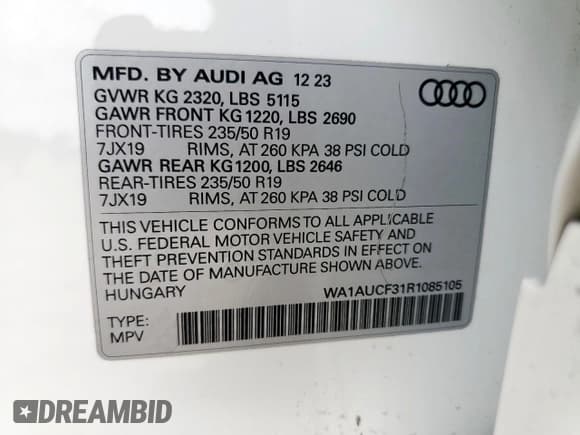 MFD. BY AUDI AG 12 23
GVWR KG 2320, LBS 5115
GAWR FRONT KG 1220, LBS 2690
FRONT-TIRES 235/50 R19
7JX19 RIMS, AT 260 KPA 38 PSI COLD
GAWR REAR KG 1200, LBS 2646
REAR-TIRES 235/50 R19
7JX19 RIMS, AT 260 KPA 38 PSI COLD
THIS VEHICLE CONFORMS TO ALL APPLICABLE
U.S. FEDERAL MOTOR VEHICLE SAFETY AND
THEFT PREVENTION STANDARDS IN EFFECT ON
THE DATE OF MANUFACTURE SHOWN ABOVE.
HUNGARY WA1AUCF31R1085105
TYPE:
MPV
DREAMBID